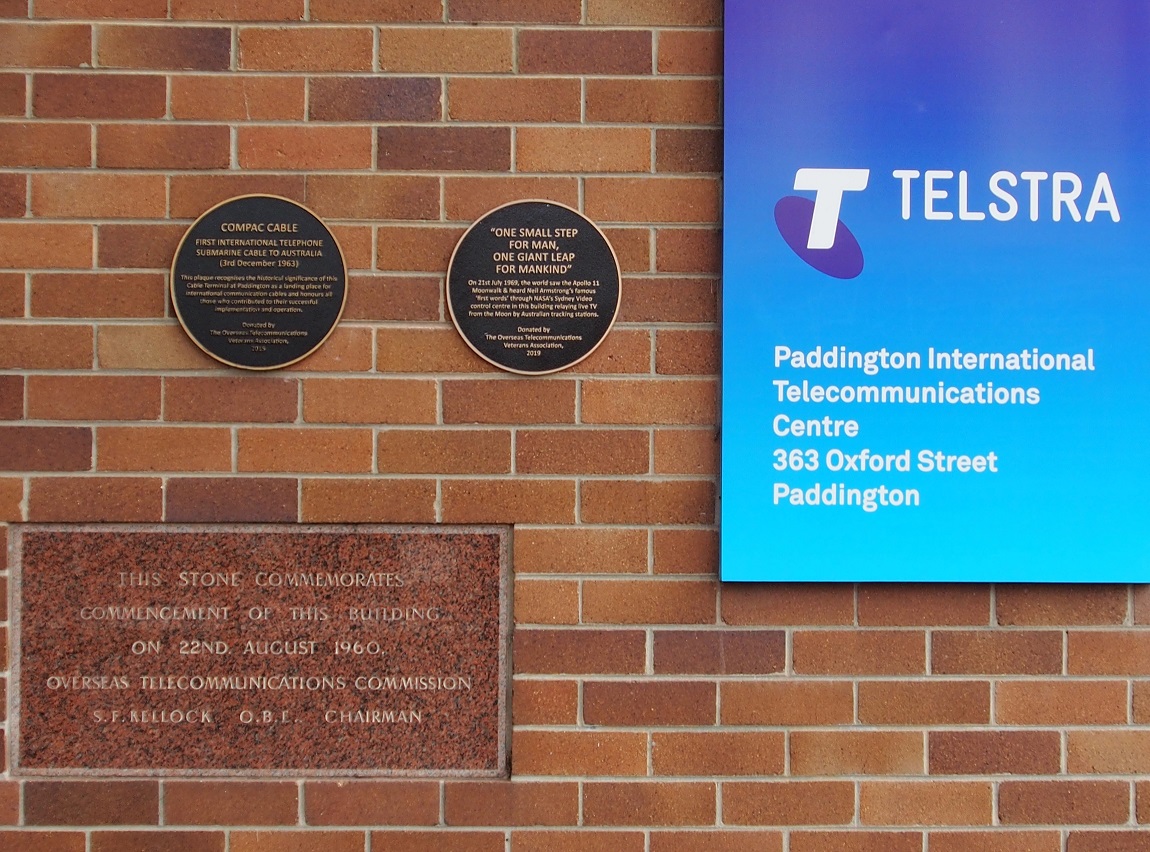 COMPAC CABLE
FIRST INTERNATIONAL TELEPHONE
SUBMARINE CABLE TO AUSTRALIA
(3rd December 1963)
This plaque recognises the historical significance of this
Cable Terminal at Paddington as a landing place for
international communication cables and honours all
those who contributed to their successful
implementation and operation.
Donated by
The Overseas Telecommunications
Veterans Association,
2019
“ONE SMALL STEP
FOR MAN,
ONE GIANT LEAP
FOR MANKIND”
On 21st July 1969, the world saw the Apollo 11
Moonwalk & heard Neil Armstrong's famous
'first words' through NASA's Sydney Video
control centre in this building relaying live TV
from the Moon by Australian tracking stations.
Donated by
The Overseas Telecommunications
Veterans Association,
2019
T TELSTRA
Paddington International
Telecommunications
Centre
363 Oxford Street
Paddington
THIS STONE COMMEMORATES
COMMENCEMENT OF THIS BUILDING
ON 22ND. AUGUST 1960.
OVERSEAS TELECOMMUNICATIONS COMMISSION
S.F. KELLOCK O.B.E. CHAIRMAN